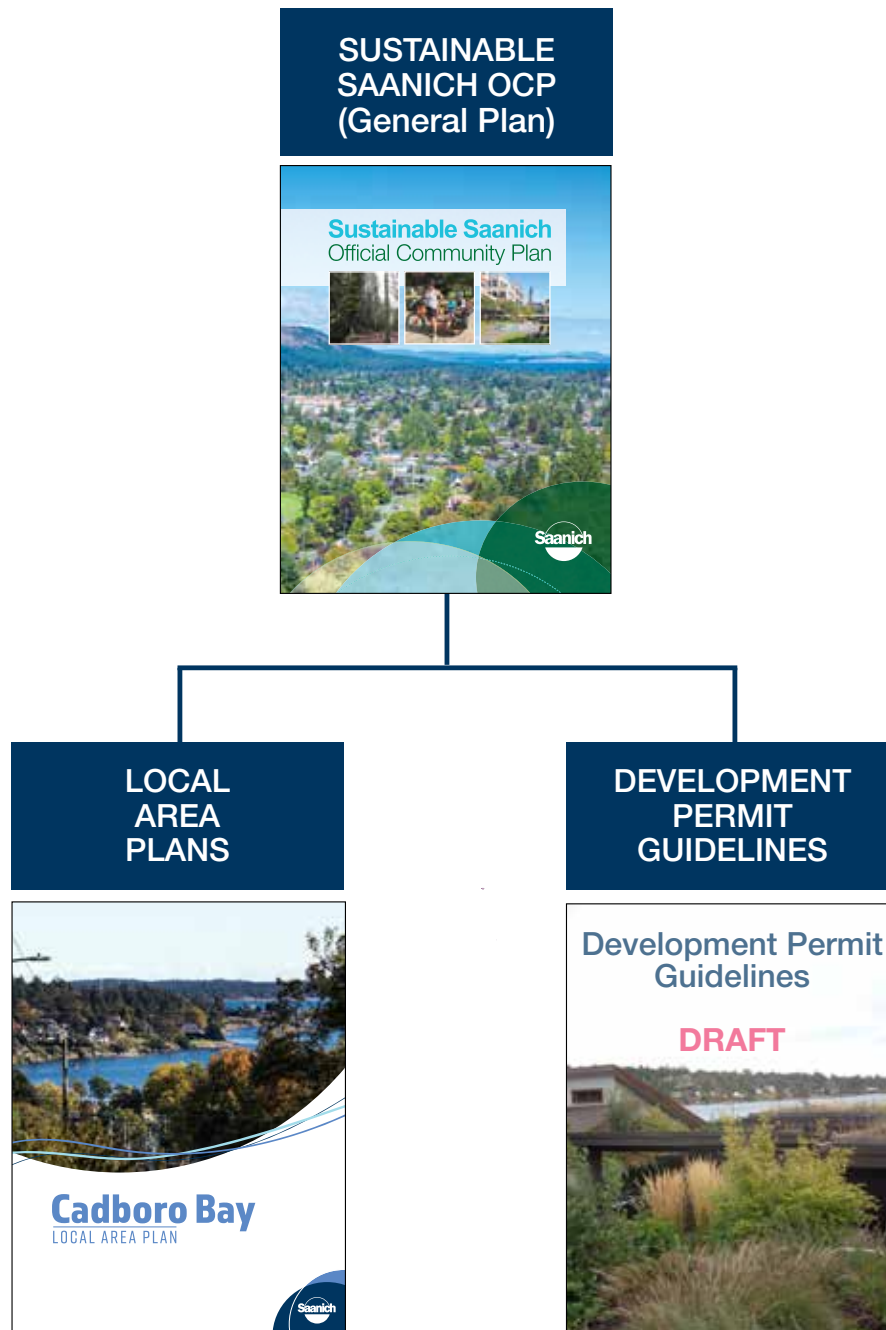 SUSTAINABLE
SAANICH OCP
(General Plan)
Sustainable Saanich
Official Community Plan
Saanich
LOCAL
AREA
PLANS
Cadboro Bay
LOCAL AREA PLAN
Saanich
DEVELOPMENT
PERMIT
GUIDELINES
Development Permit
Guidelines
DRAFT